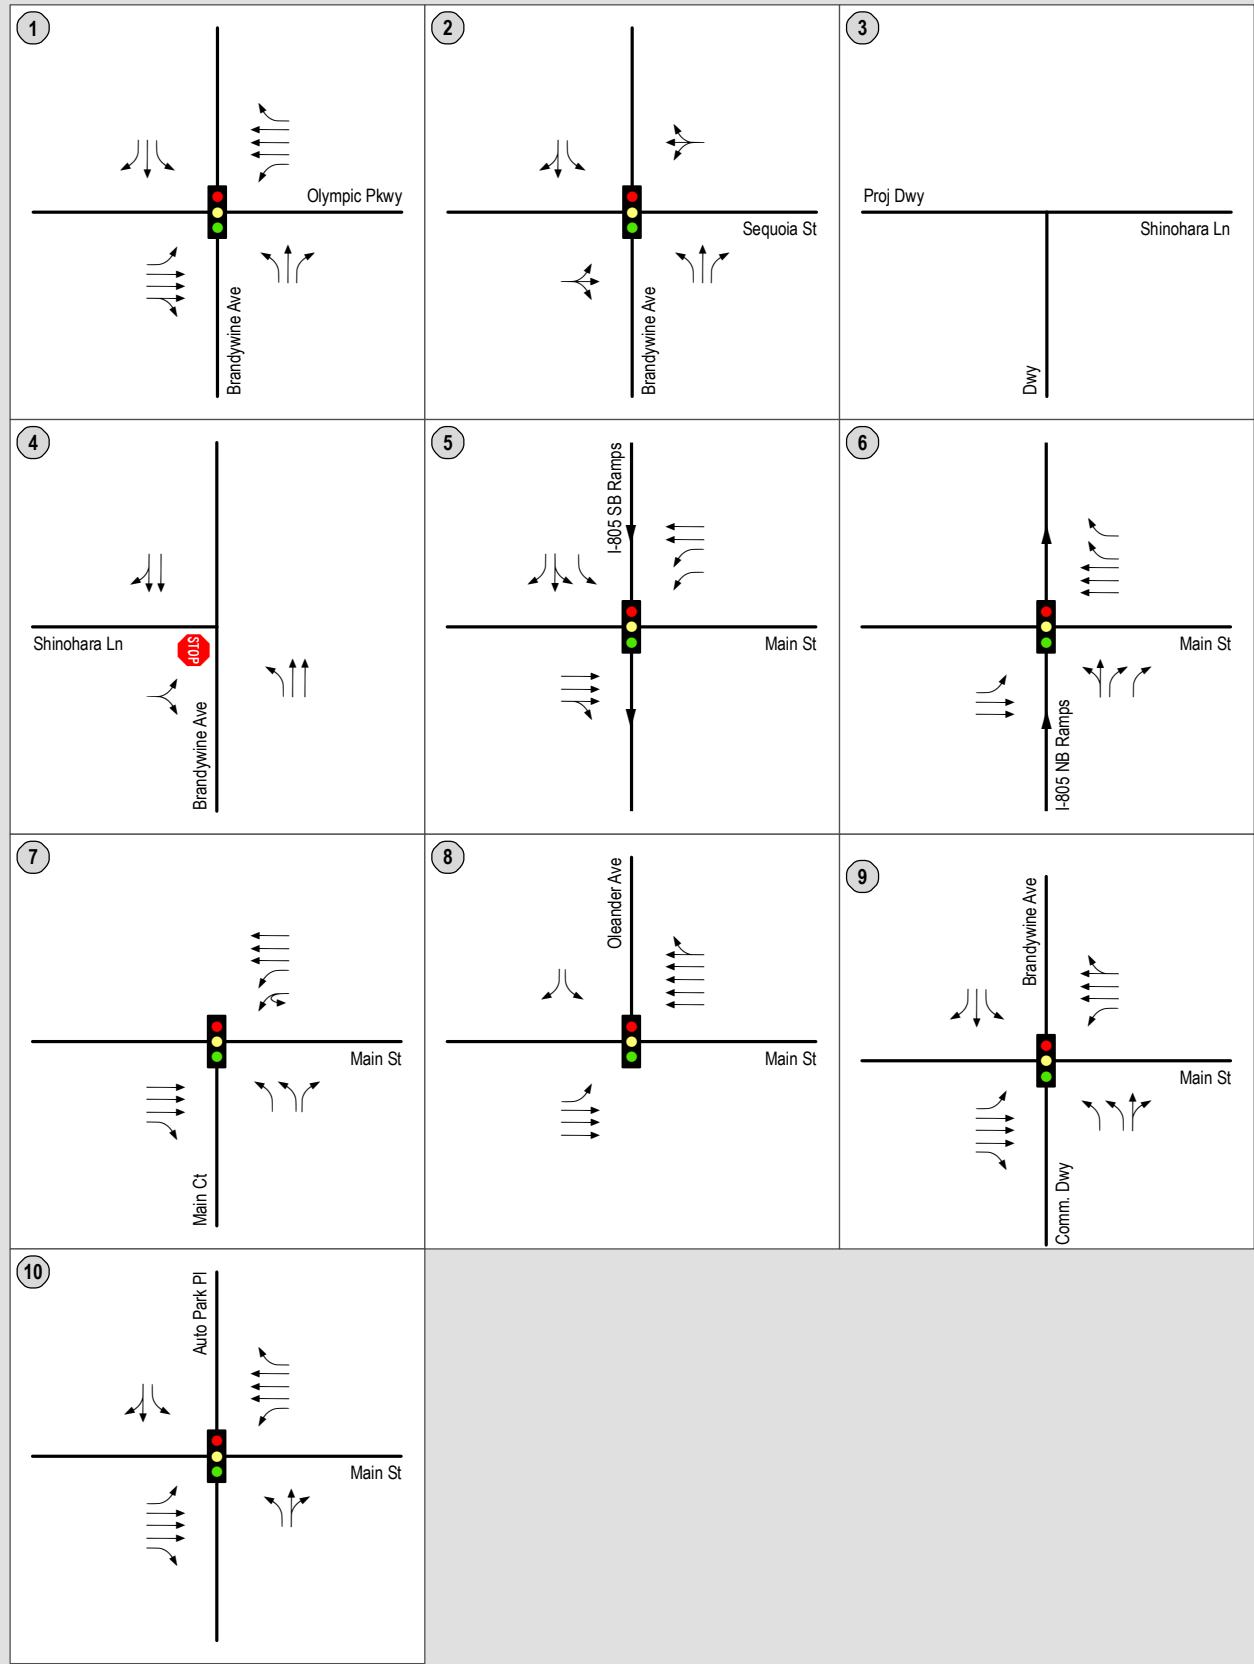 1
Olympic Pkwy
Brandywine Ave
2
Sequoia St
Brandywine Ave
3
Proj Dwy
Shinohara Ln
Dwy
4
Shinohara Ln
STOP
Brandywine Ave
5
I-805 SB Ramps
Main St
6
Main St
I-805 NB Ramps
7
Main St
Main Ct
8
Oleander Ave
Main St
9
Brandywine Ave
Main St
Comm. Dwy
10
Auto Park Pl
Main St